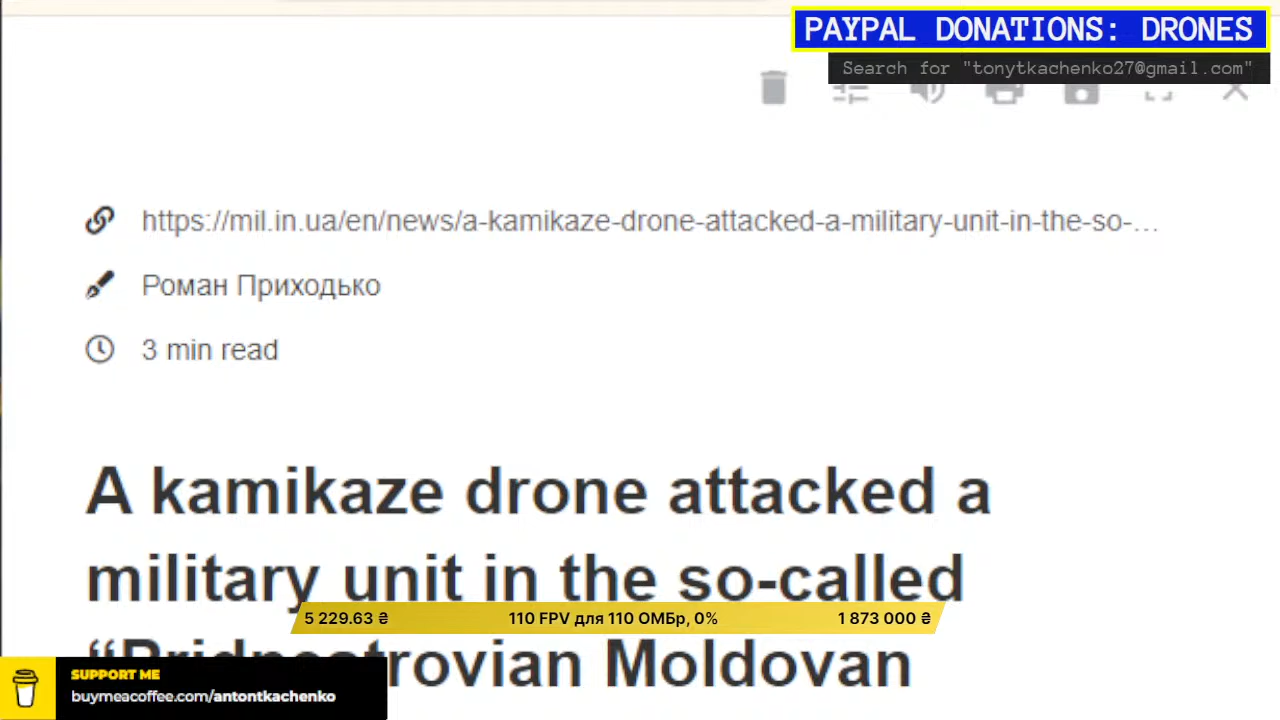 PAYPAL DONATIONS: DRONES
Search for "tonytkachenko27@gmail.com"
https://mil.in.ua/en/news/a-kamikaze-drone-attacked-a-military-unit-in-the-so-…
Роман Приходько
3 min read
A kamikaze drone attacked a
military unit in the so-called
5 229.63 ₴ 110 FPV для 110 ОМБр, 0% 1 873 000 ₴
“Pridnestrovian Moldovan
SUPPORT ME
buymeacoffee.com/antontkachenko